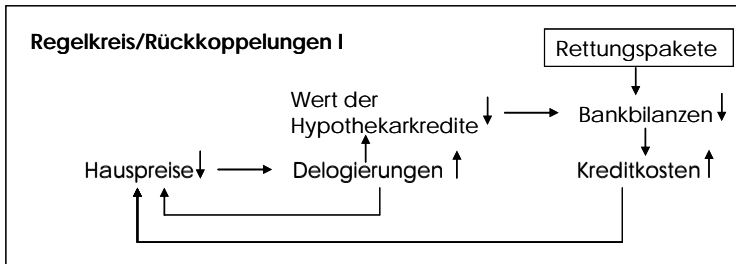 Regelkreis/Rückkoppelungen I
Rettungspakete
Wert der
Hypothekarkredite
Bankbilanzen
Hauspreise
Delogierungen
Kreditkosten